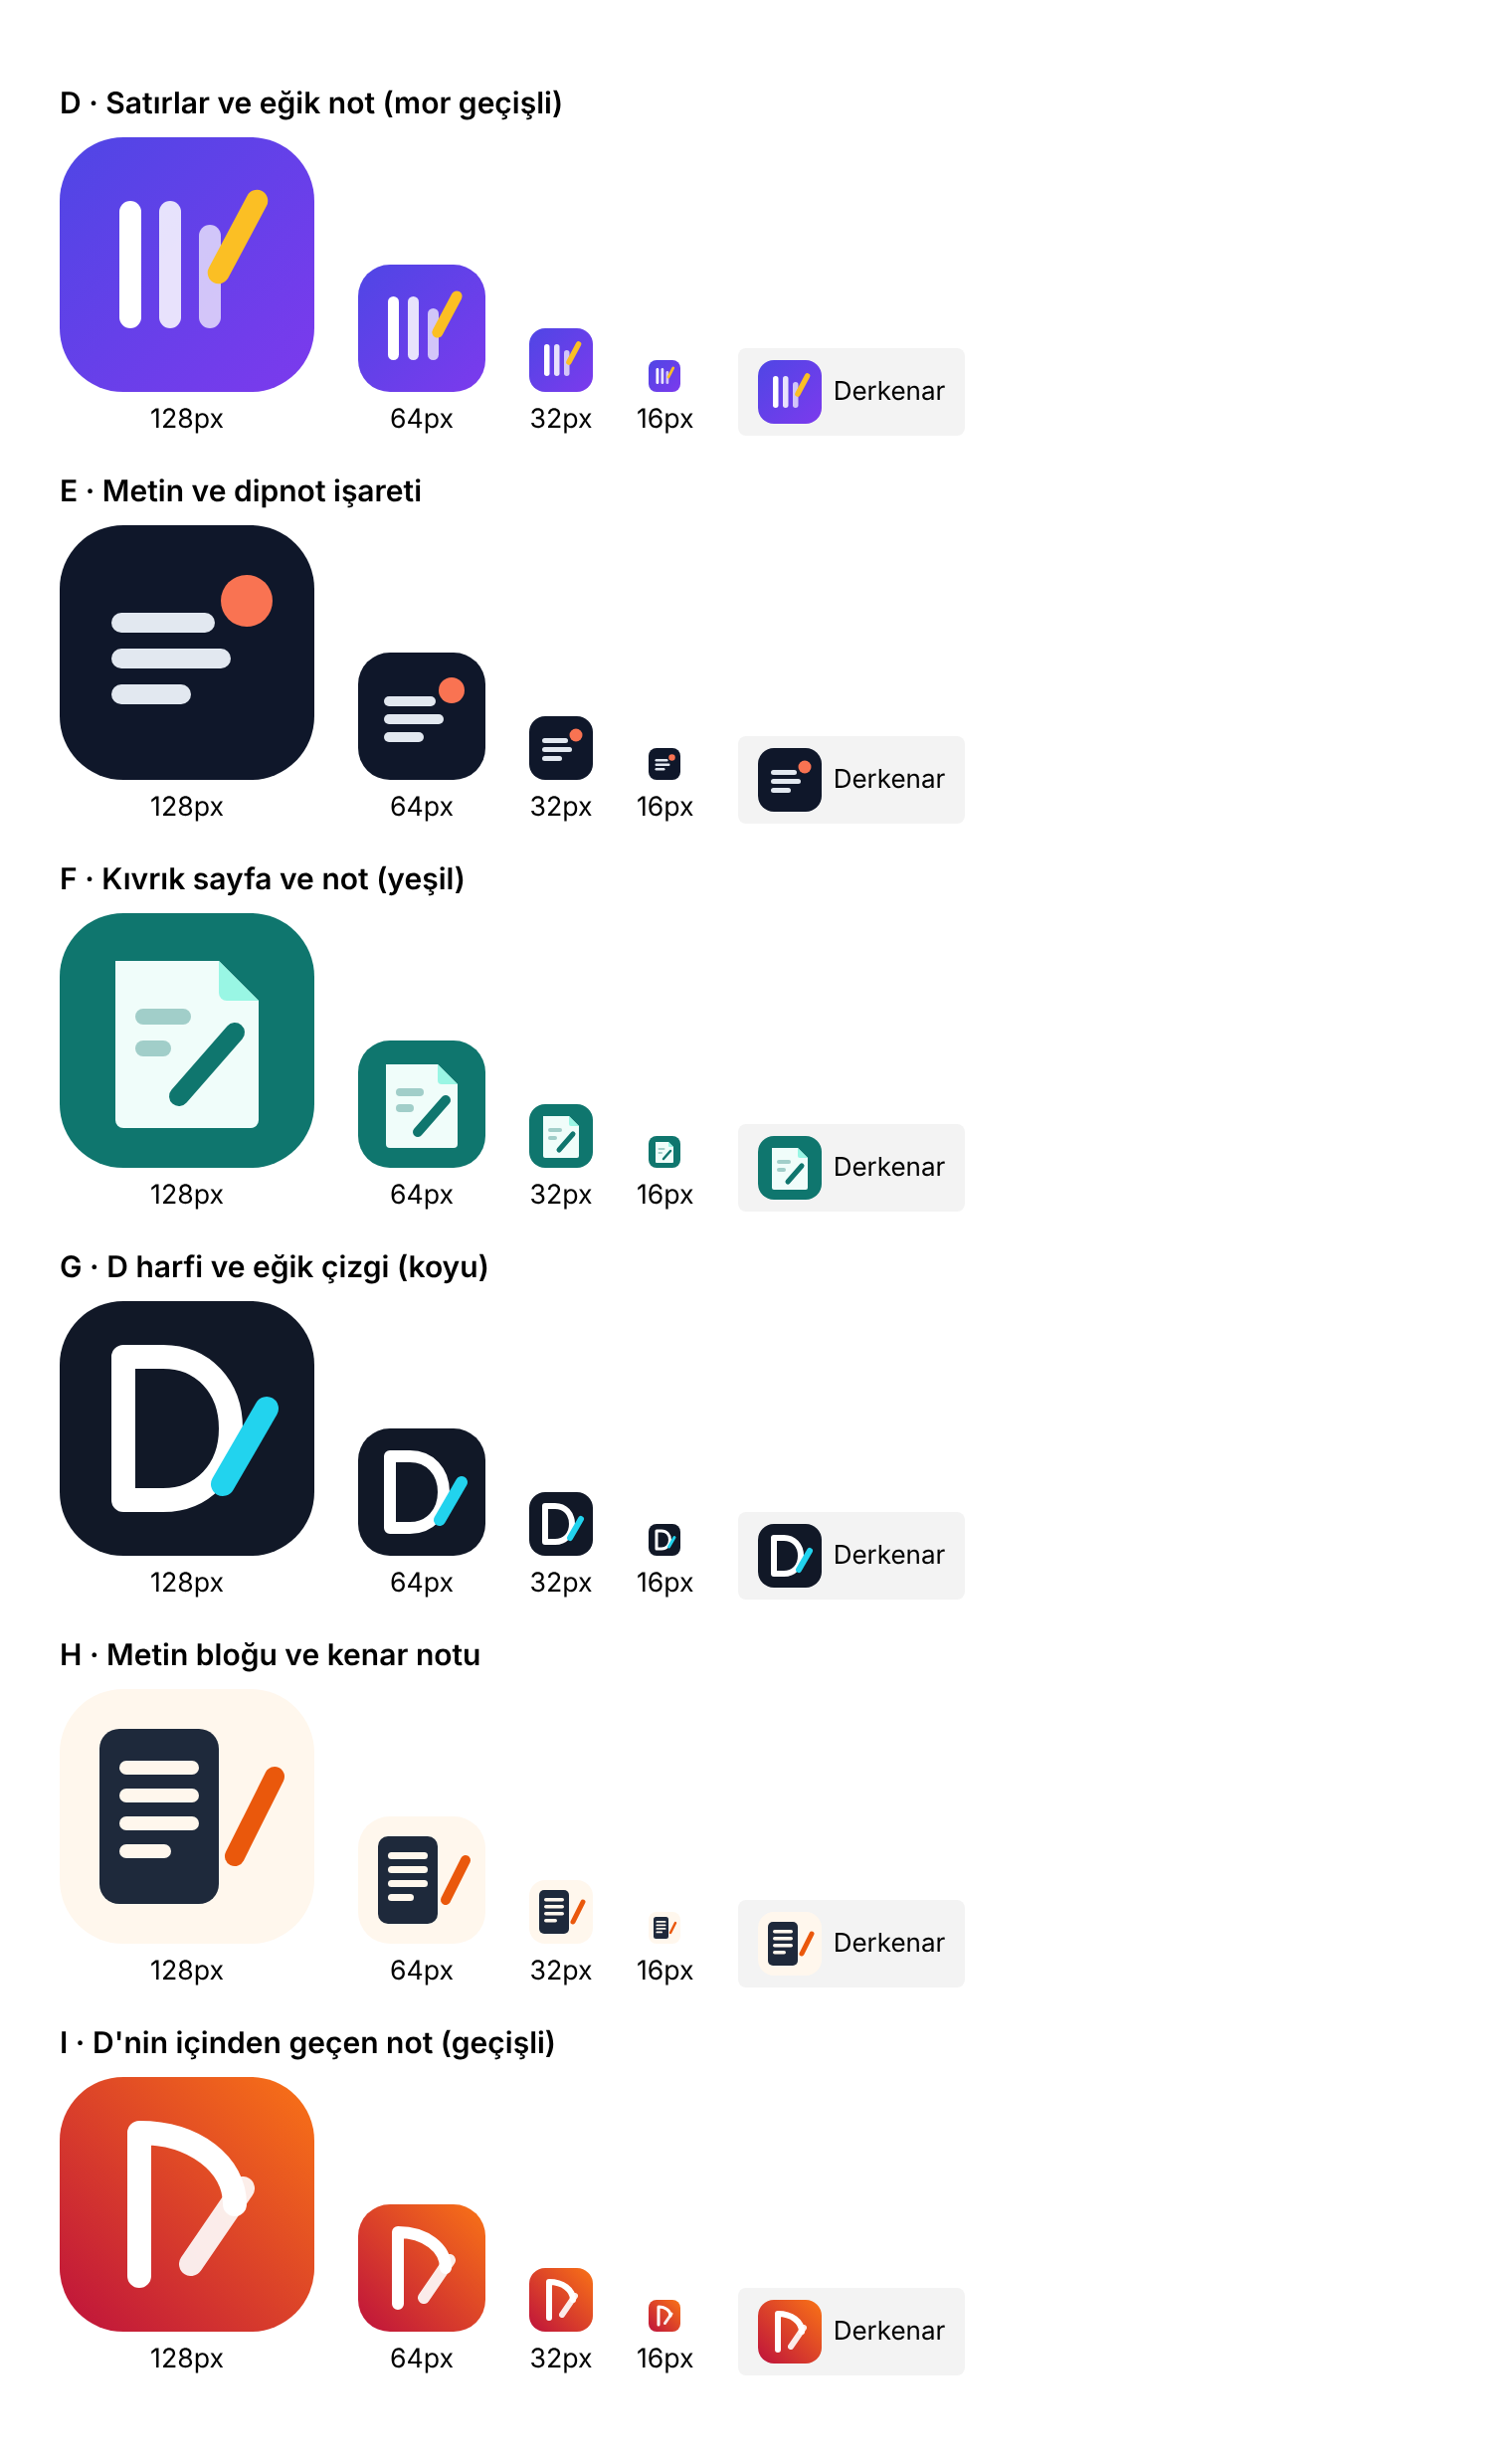 D · Satırlar ve eğik not (mor geçişli)
128px 64px 32px 16px Derkenar
E · Metin ve dipnot işareti
128px 64px 32px 16px Derkenar
F · Kıvrık sayfa ve not (yeşil)
128px 64px 32px 16px Derkenar
G · D harfi ve eğik çizgi (koyu)
D
128px 64px 32px 16px Derkenar
H · Metin bloğu ve kenar notu
128px 64px 32px 16px Derkenar
I · D'nin içinden geçen not (geçişli)
128px 64px 32px 16px Derkenar